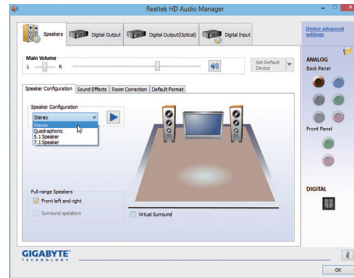 Realtek HD Audio Manager
Speakers
Digital Output
Digital Output(Optical)
Digital Input
Device advanced settings
Main Volume
L
R
Set Default
Device
ANALOG
Back Panel
Speaker Configuration
Sound Effects
Room Correction
Default Format
Speaker Configuration
Stereo
Stereo
Quadraphonic
5.1 Speaker
7.1 Speaker
Front Panel
Full-range Speakers
Front left and right
Surround speakers
Virtual Surround
DIGITAL
GIGABYTE
TECHNOLOGY
i
OK